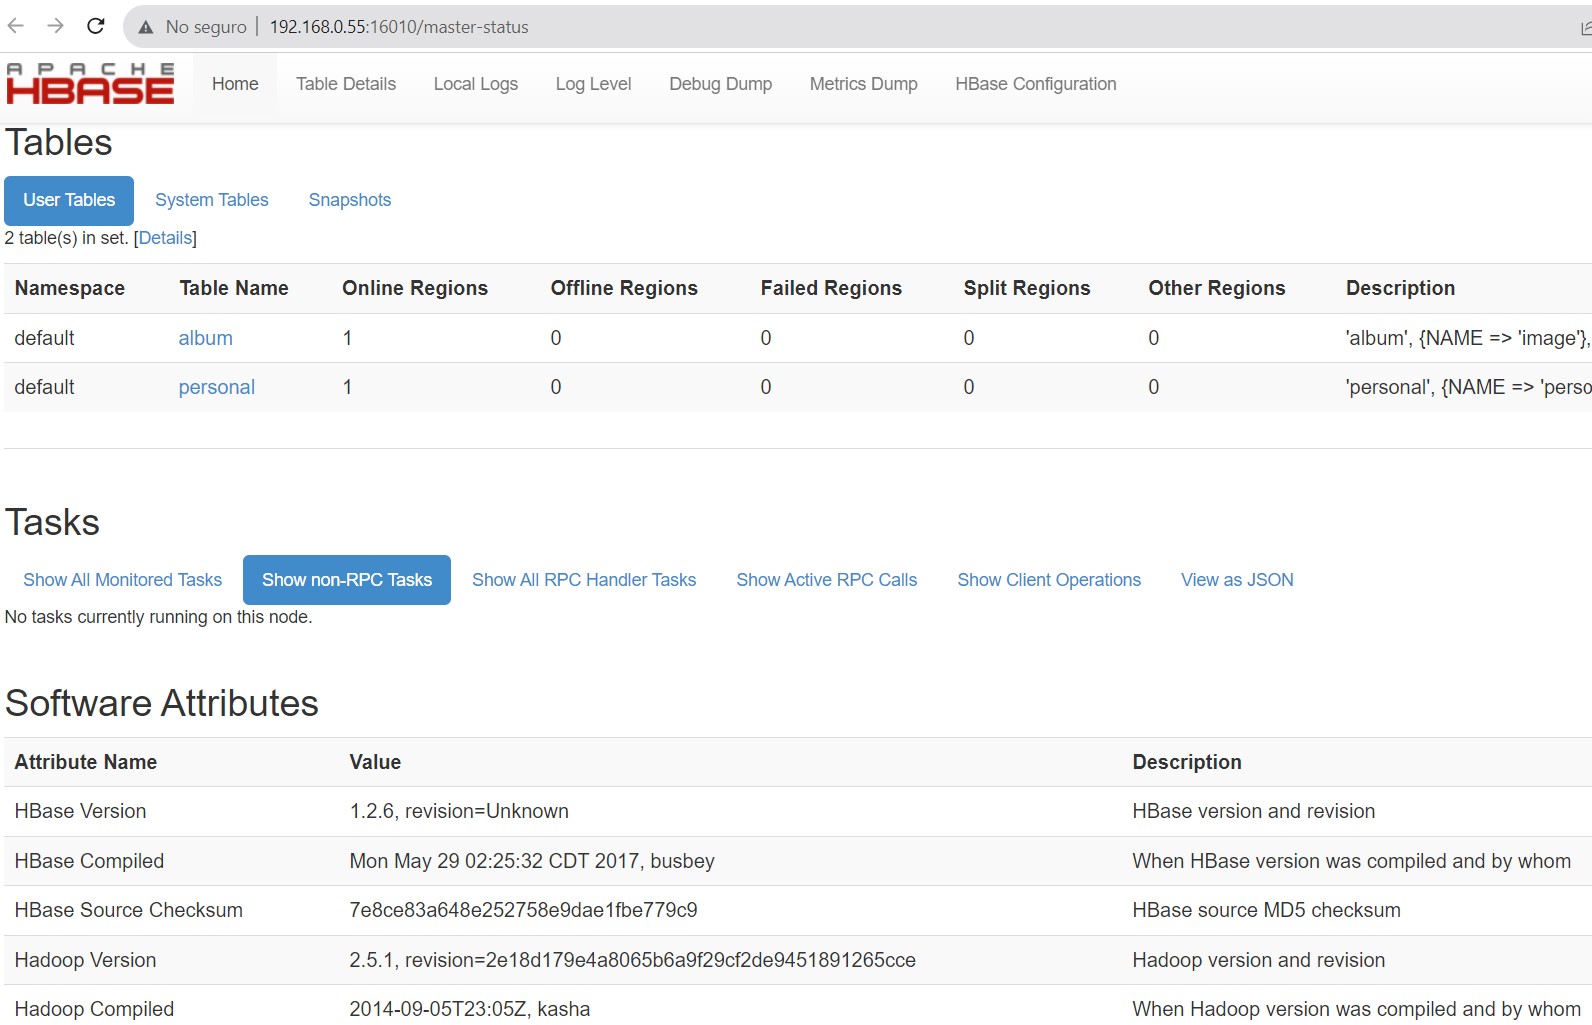 No seguro | 192.168.0.55:16010/master-status
APACHE
HBASE
Home Table Details Local Logs Log Level Debug Dump Metrics Dump HBase Configuration
Tables
User Tables System Tables Snapshots
2 table(s) in set. [Details]
Namespace Table Name Online Regions Offline Regions Failed Regions Split Regions Other Regions Description
default album 1 0 0 0 0 'album', {NAME => 'image'},
default personal 1 0 0 0 0 'personal', {NAME => 'perso
Tasks
Show All Monitored Tasks Show non-RPC Tasks Show All RPC Handler Tasks Show Active RPC Calls Show Client Operations View as JSON
No tasks currently running on this node.
Software Attributes
Attribute Name Value Description
HBase Version 1.2.6, revision=Unknown HBase version and revision
HBase Compiled Mon May 29 02:25:32 CDT 2017, busbey When HBase version was compiled and by whom
HBase Source Checksum 7e8ce83a648e252758e9dae1fbe779c9 HBase source MD5 checksum
Hadoop Version 2.5.1, revision=2e18d179e4a8065b6a9f29cf2de9451891265cce Hadoop version and revision
Hadoop Compiled 2014-09-05T23:05Z, kasha When Hadoop version was compiled and by whom